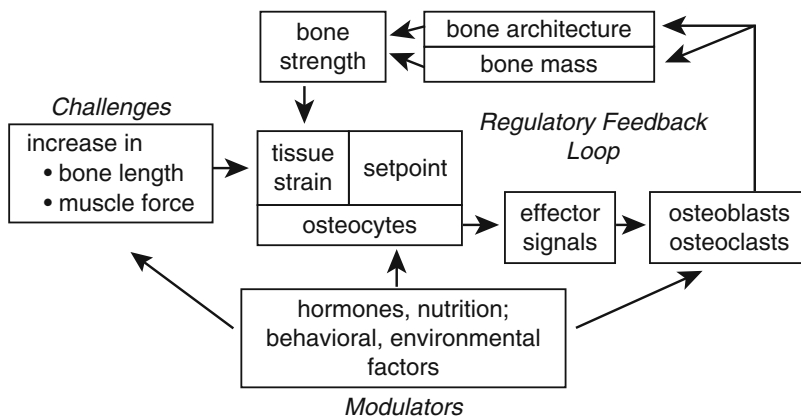 bone
strength
bone architecture
bone mass
Challenges
increase in
• bone length
• muscle force
tissue
strain
setpoint
osteocytes
Regulatory Feedback
Loop
effector
signals
osteoblasts
osteoclasts
hormones, nutrition;
behavioral, environmental
factors
Modulators